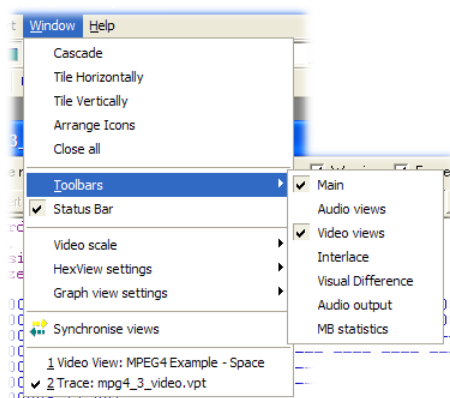 Window Help
Cascade
Tile Horizontally
Tile Vertically
Arrange Icons
Close all
Toolbars
Status Bar
Video scale
HexView settings
Graph view settings
Synchronise views
1 Video View: MPEG4 Example - Space
2 Trace: mpg4_3_video.vpt
Main
Audio views
Video views
Interlace
Visual Difference
Audio output
MB statistics